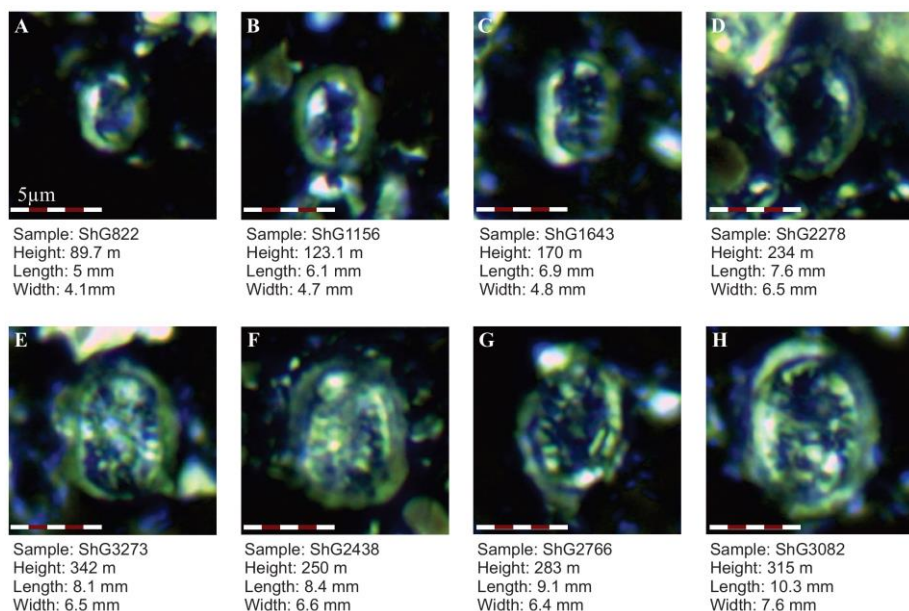 A
B
C
D
5µm
Sample: ShG822
Height: 89.7 m
Length: 5 mm
Width: 4.1mm
Sample: ShG1156
Height: 123.1 m
Length: 6.1 mm
Width: 4.7 mm
Sample: ShG1643
Height: 170 m
Length: 6.9 mm
Width: 4.8 mm
Sample: ShG2278
Height: 234 m
Length: 7.6 mm
Width: 6.5 mm
E
F
G
H
Sample: ShG3273
Height: 342 m
Length: 8.1 mm
Width: 6.5 mm
Sample: ShG2438
Height: 250 m
Length: 8.4 mm
Width: 6.6 mm
Sample: ShG2766
Height: 283 m
Length: 9.1 mm
Width: 6.4 mm
Sample: ShG3082
Height: 315 m
Length: 10.3 mm
Width: 7.6 mm